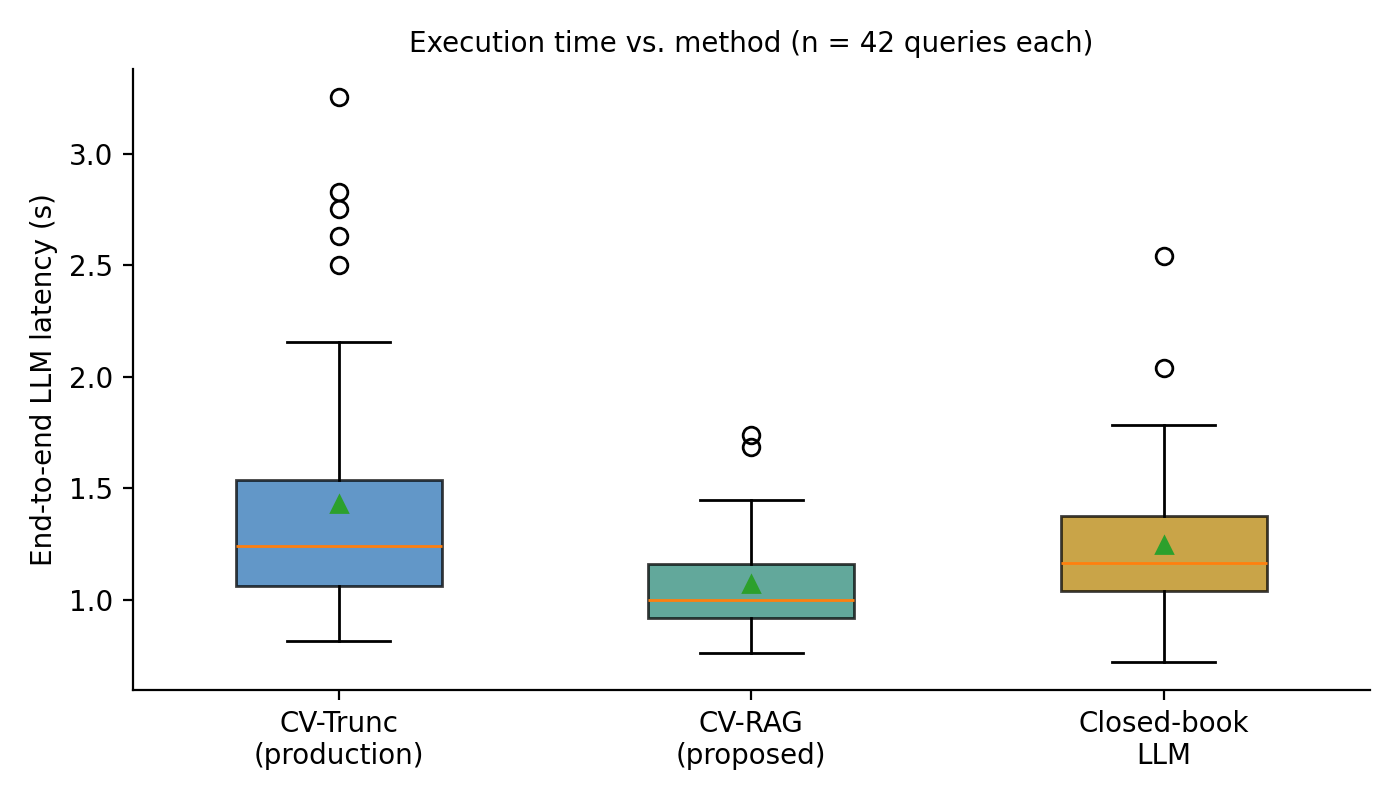 Execution time vs. method (n = 42 queries each)
End-to-end LLM latency (s)
3.0
2.5
2.0
1.5
1.0
CV-Trunc
(production)
CV-RAG
(proposed)
Closed-book
LLM